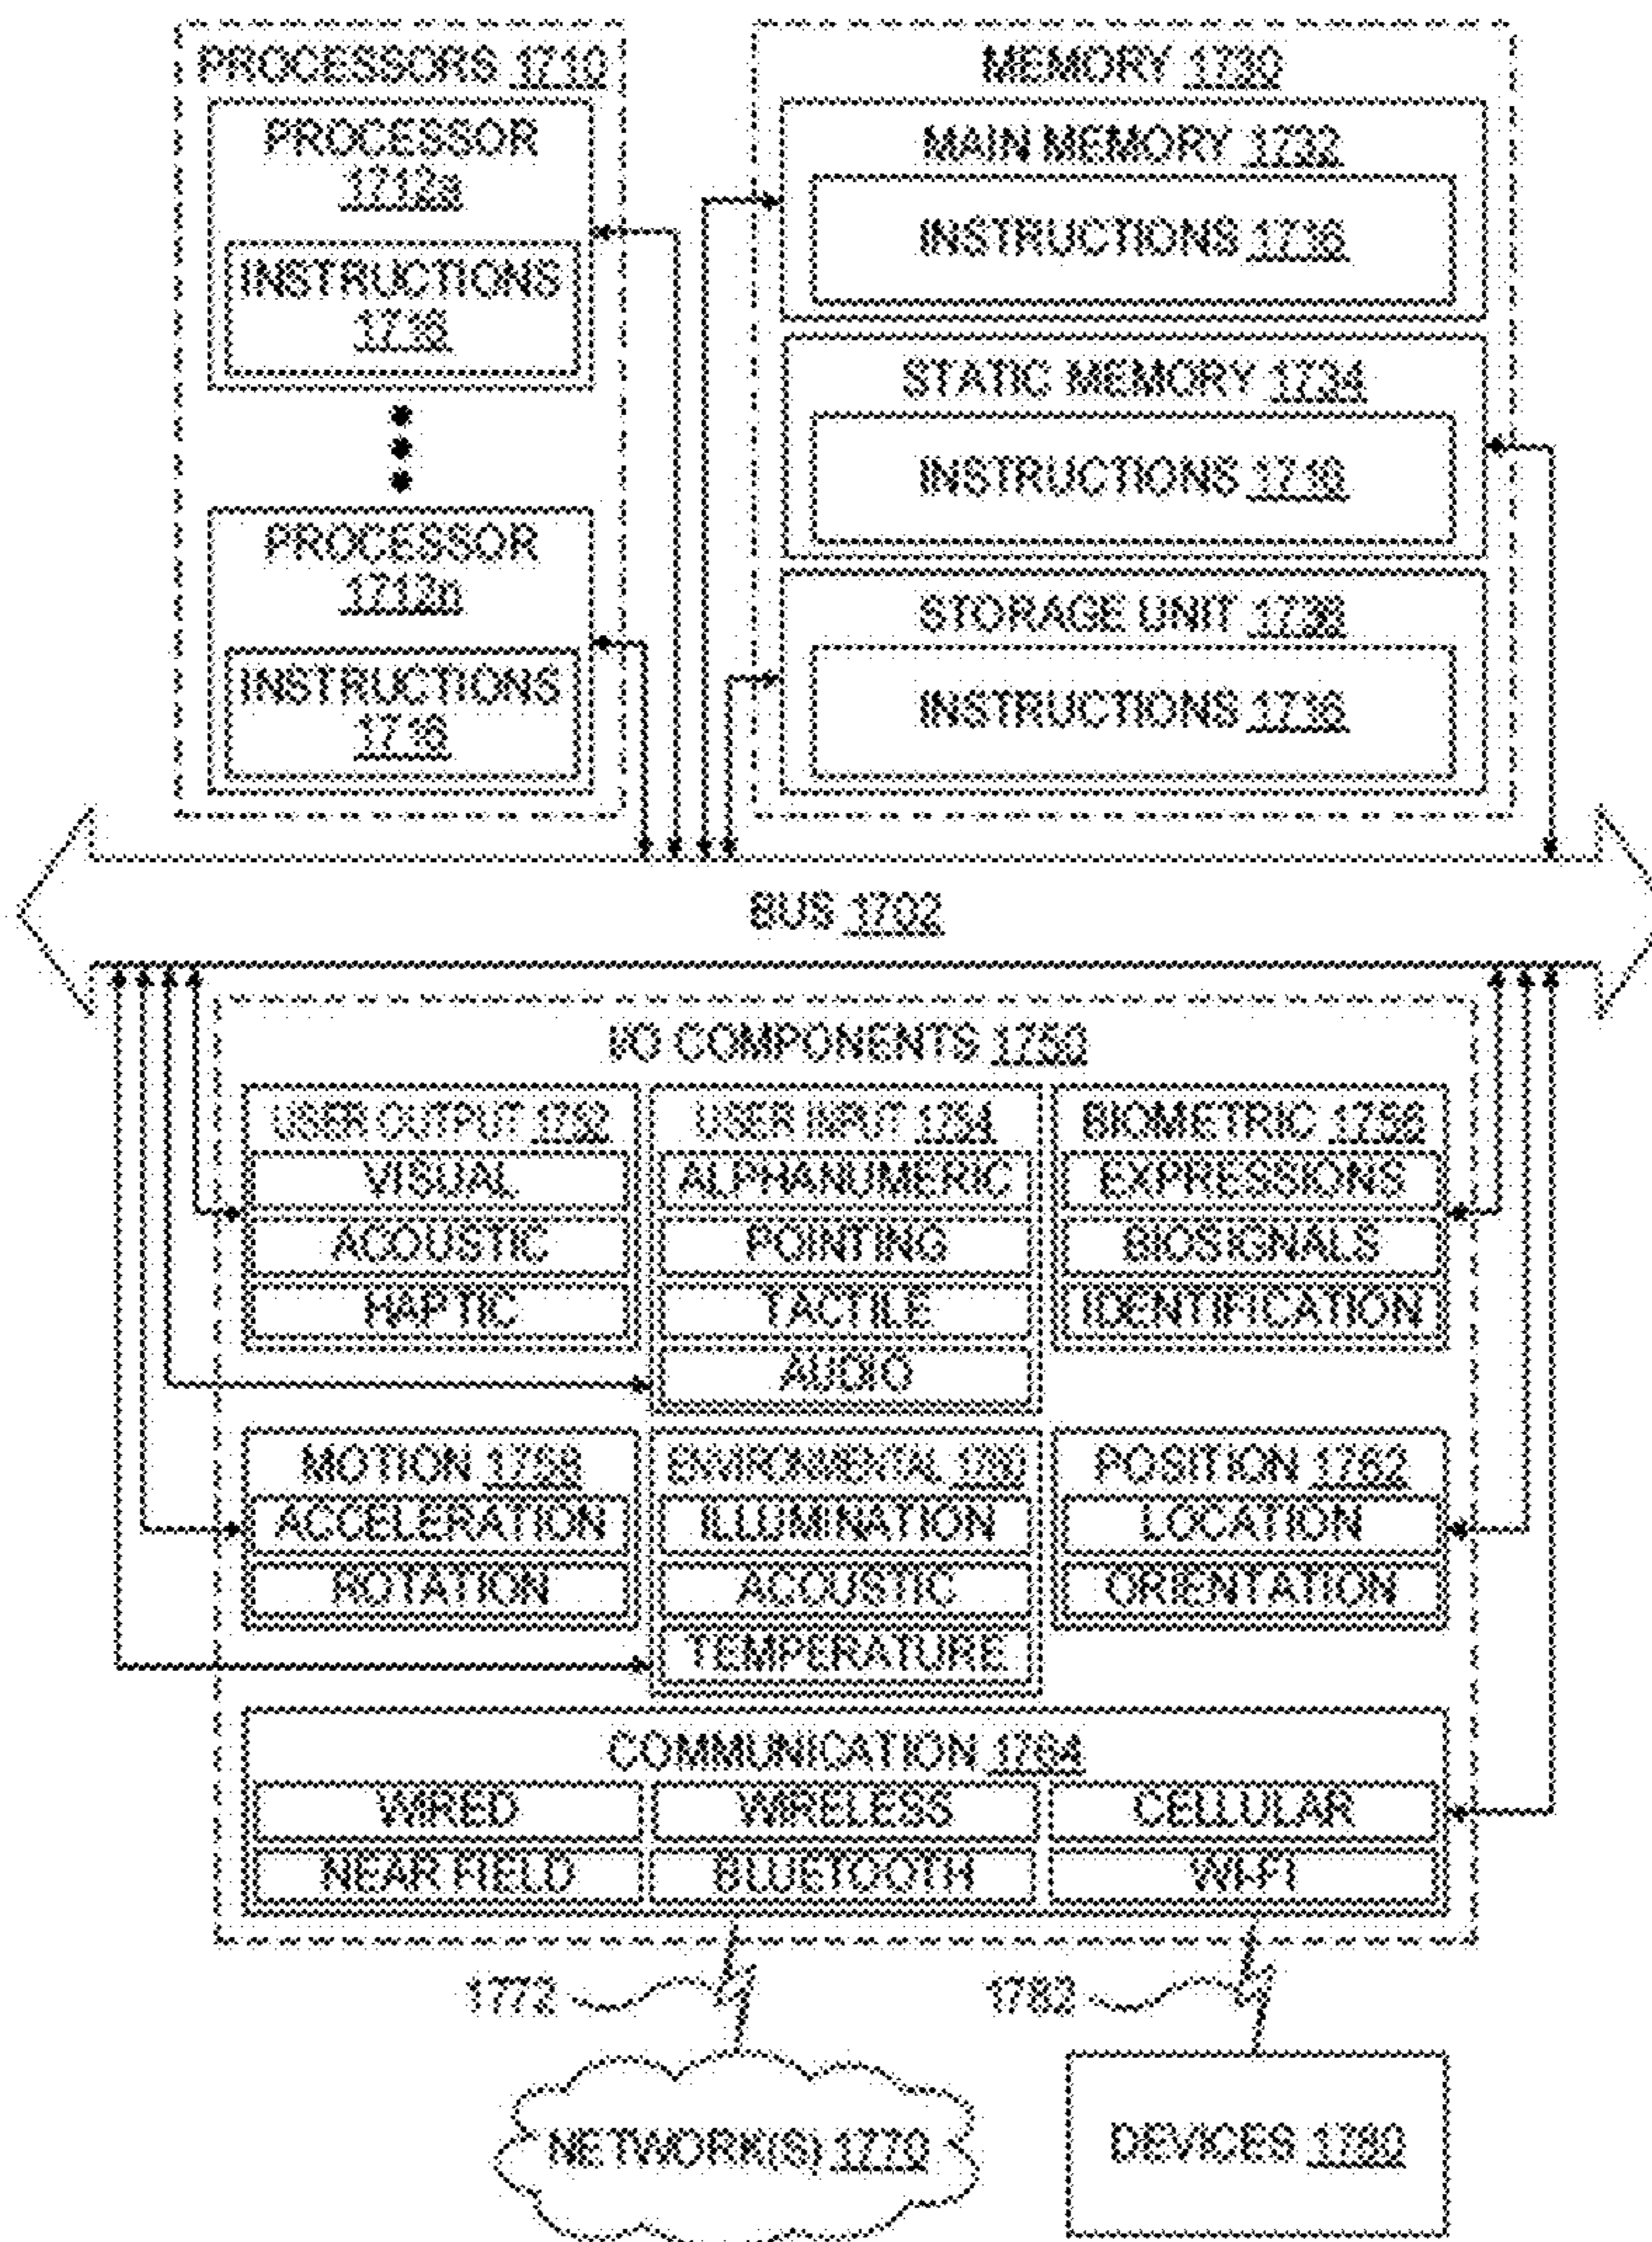 PROCESSORS 1710
PROCESSOR
1712a
INSTRUCTIONS
1716
PROCESSOR
1712n
INSTRUCTIONS
1716
MEMORY 1730
MAIN MEMORY 1732
INSTRUCTIONS 1716
STATIC MEMORY 1734
INSTRUCTIONS 1716
STORAGE UNIT 1736
INSTRUCTIONS 1716
BUS 1702
I/O COMPONENTS 1750
USER OUTPUT 1752
VISUAL
ACOUSTIC
HAPTIC
USER INPUT 1754
ALPHANUMERIC
POINTING
TACTILE
AUDIO
BIOMETRIC 1756
EXPRESSIONS
BIOSIGNALS
IDENTIFICATION
MOTION 1758
ACCELERATION
ROTATION
ENVIRONMENTAL 1760
ILLUMINATION
ACOUSTIC
TEMPERATURE
POSITION 1762
LOCATION
ORIENTATION
COMMUNICATION 1764
WIRED
WIRELESS
CELLULAR
NEAR FIELD
BLUETOOTH
WI-FI
1772
1782
NETWORK(S) 1770
DEVICES 1780